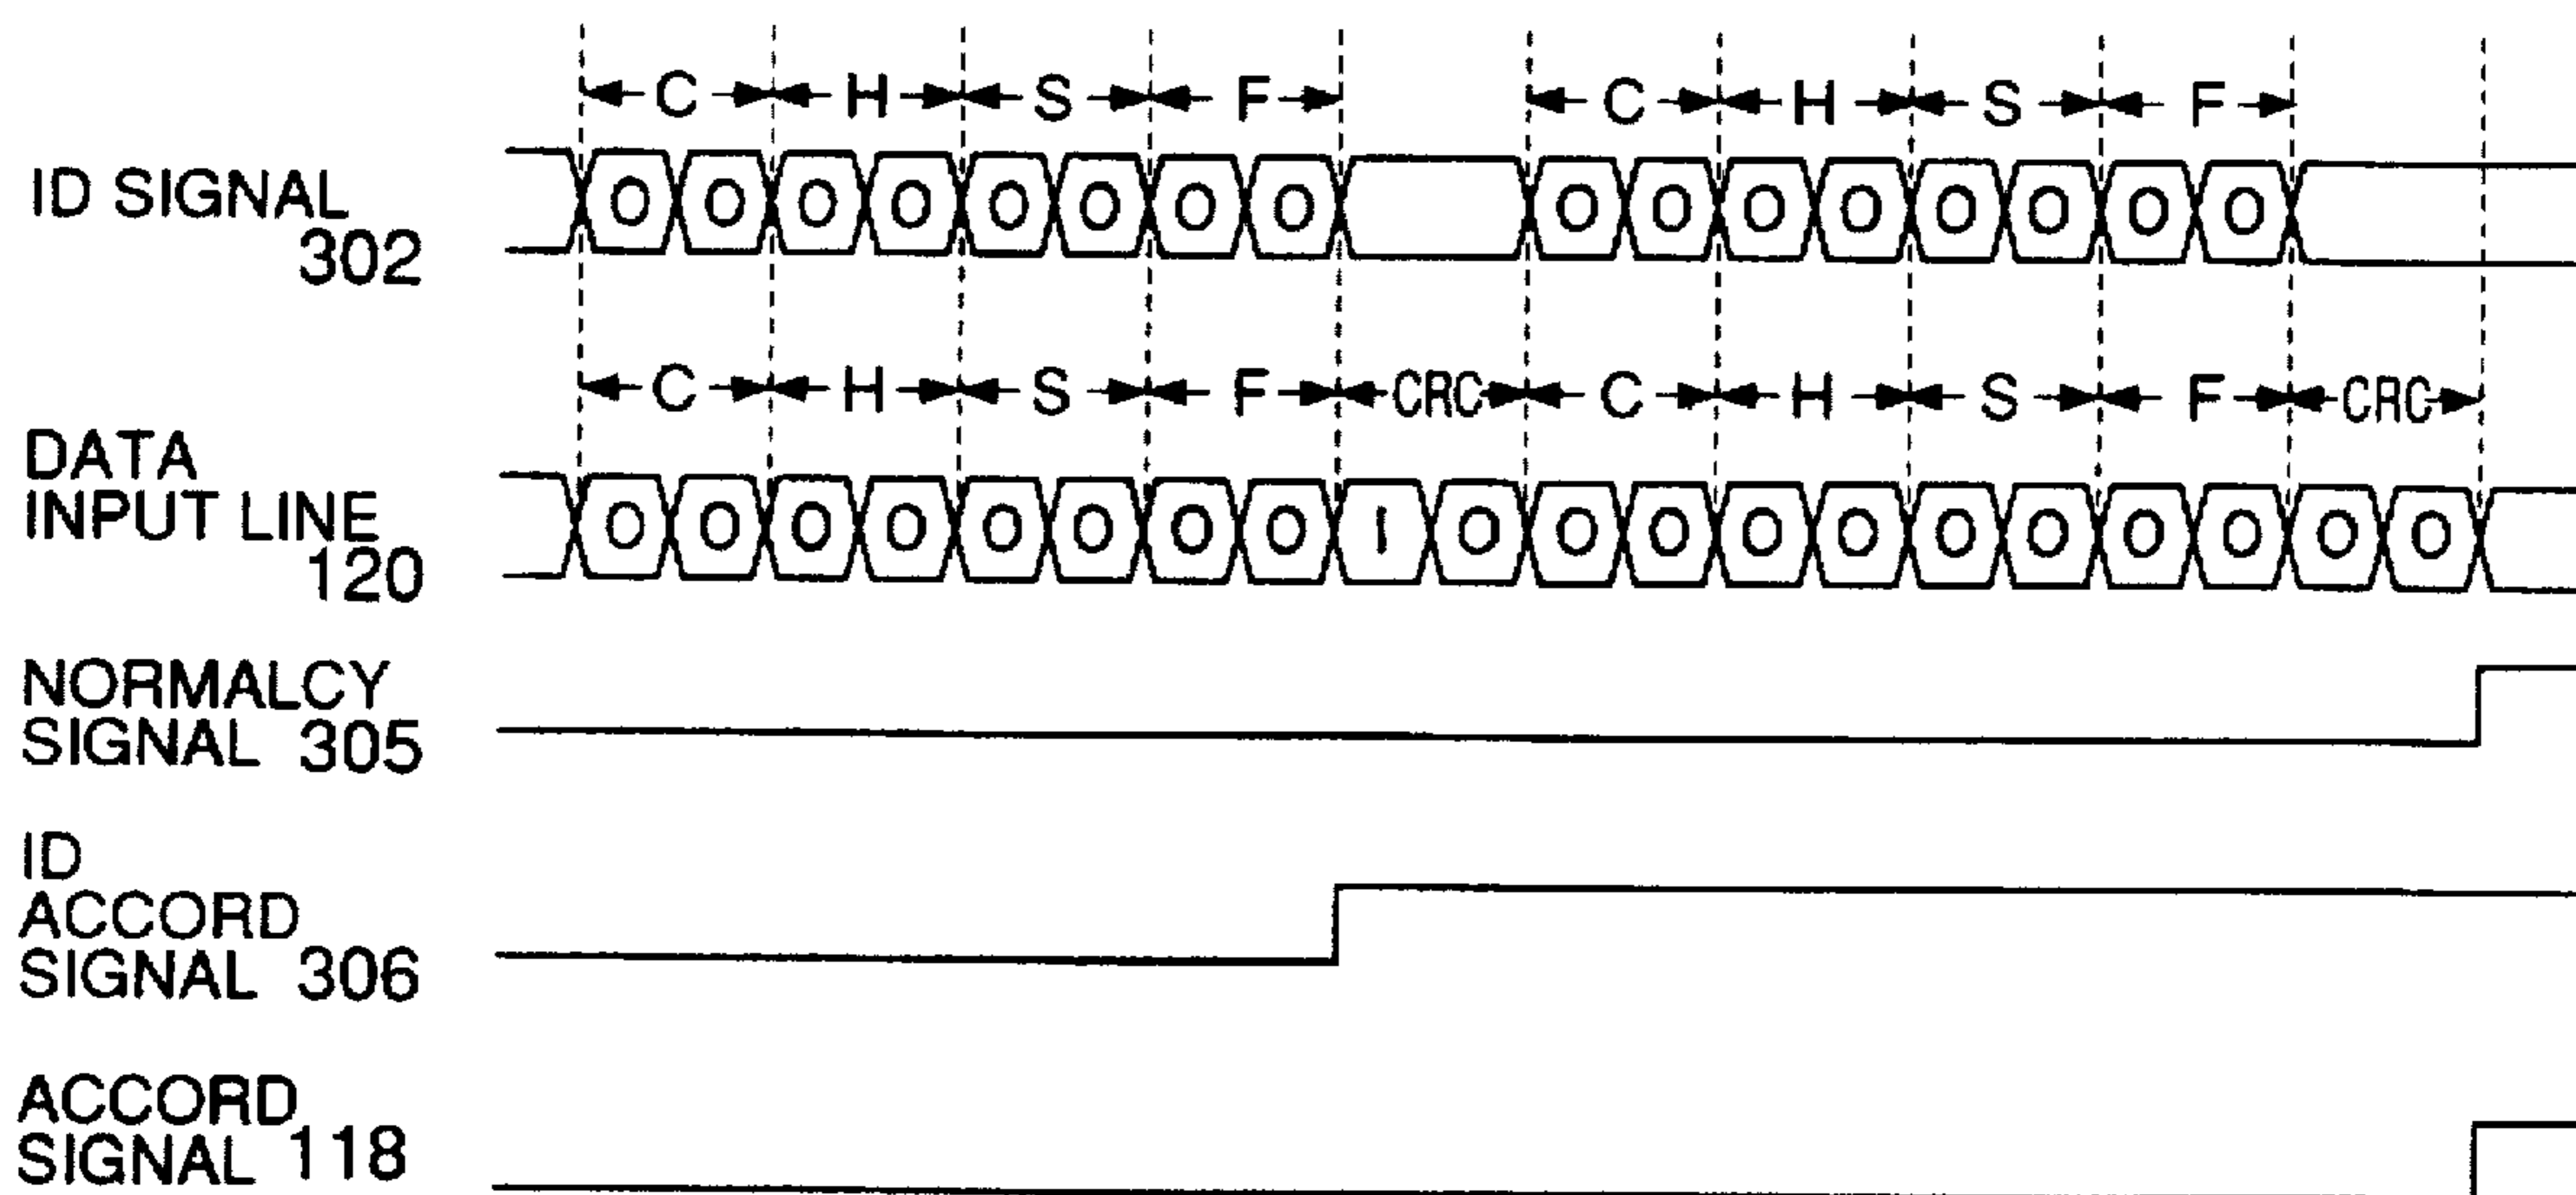 C H S F C H S F
ID SIGNAL
302
0 0 0 0 0 0 0 0 0 0 0 0 0 0 0 0
C H S F CRC C H S F CRC
DATA
INPUT LINE
120
0 0 0 0 0 0 0 0 1 0 0 0 0 0 0 0 0 0 0 0
NORMALCY
SIGNAL 305
ID
ACCORD
SIGNAL 306
ACCORD
SIGNAL 118